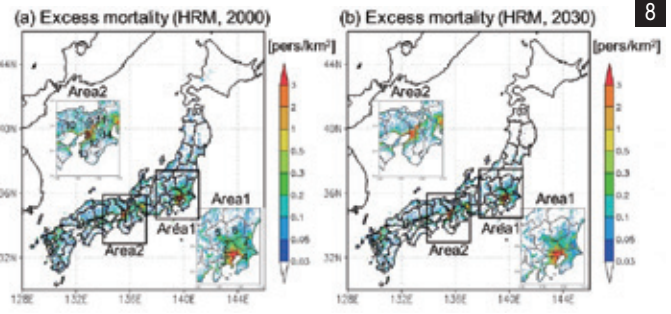 8
(a) Excess mortality (HRM, 2000)
(b) Excess mortality (HRM, 2030)
[pers/km²]
[pers/km²]
44N
40N
36N
32N
128E
132E
136E
140E
144E
Area2
Area1
Area1
Area2
3
2
1
0.5
0.3
0.2
0.1
0.05
0.03
44N
40N
36N
32N
128E
132E
136E
140E
144E
Area2
Area1
Area1
Area2
3
2
1
0.5
0.3
0.2
0.1
0.05
0.03